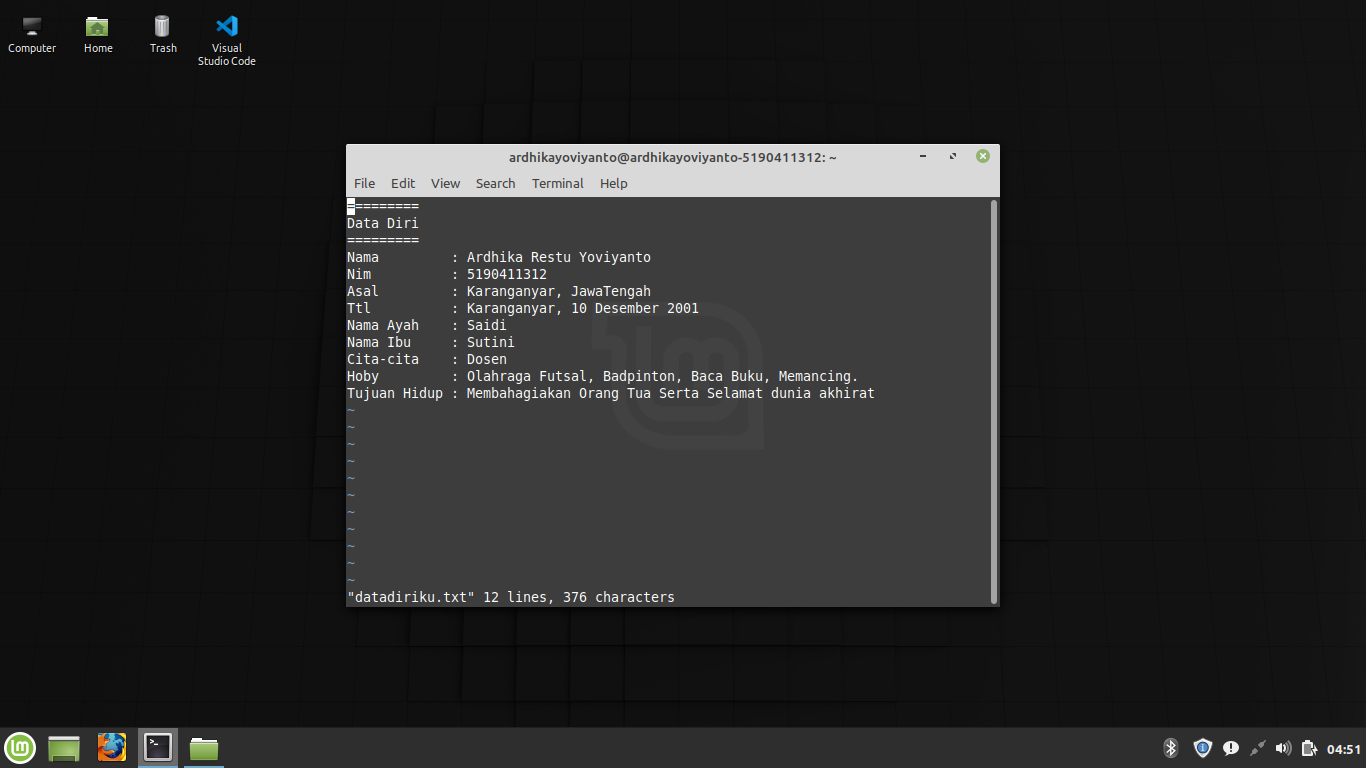 Computer
Home
Trash
Visual
Studio Code
ardhikayoviyanto@ardhikayoviyanto-5190411312: ~
File Edit View Search Terminal Help
=========
Data Diri
=========
Nama         : Ardhika Restu Yoviyanto
Nim          : 5190411312
Asal         : Karanganyar, JawaTengah
Ttl          : Karanganyar, 10 Desember 2001
Nama Ayah    : Saidi
Nama Ibu     : Sutini
Cita-cita    : Dosen
Hoby         : Olahraga Futsal, Badpinton, Baca Buku, Memancing.
Tujuan Hidup : Membahagiakan Orang Tua Serta Selamat dunia akhirat
~
~
~
~
~
~
~
~
~
~
~
"datadiriku.txt" 12 lines, 376 characters
04:51